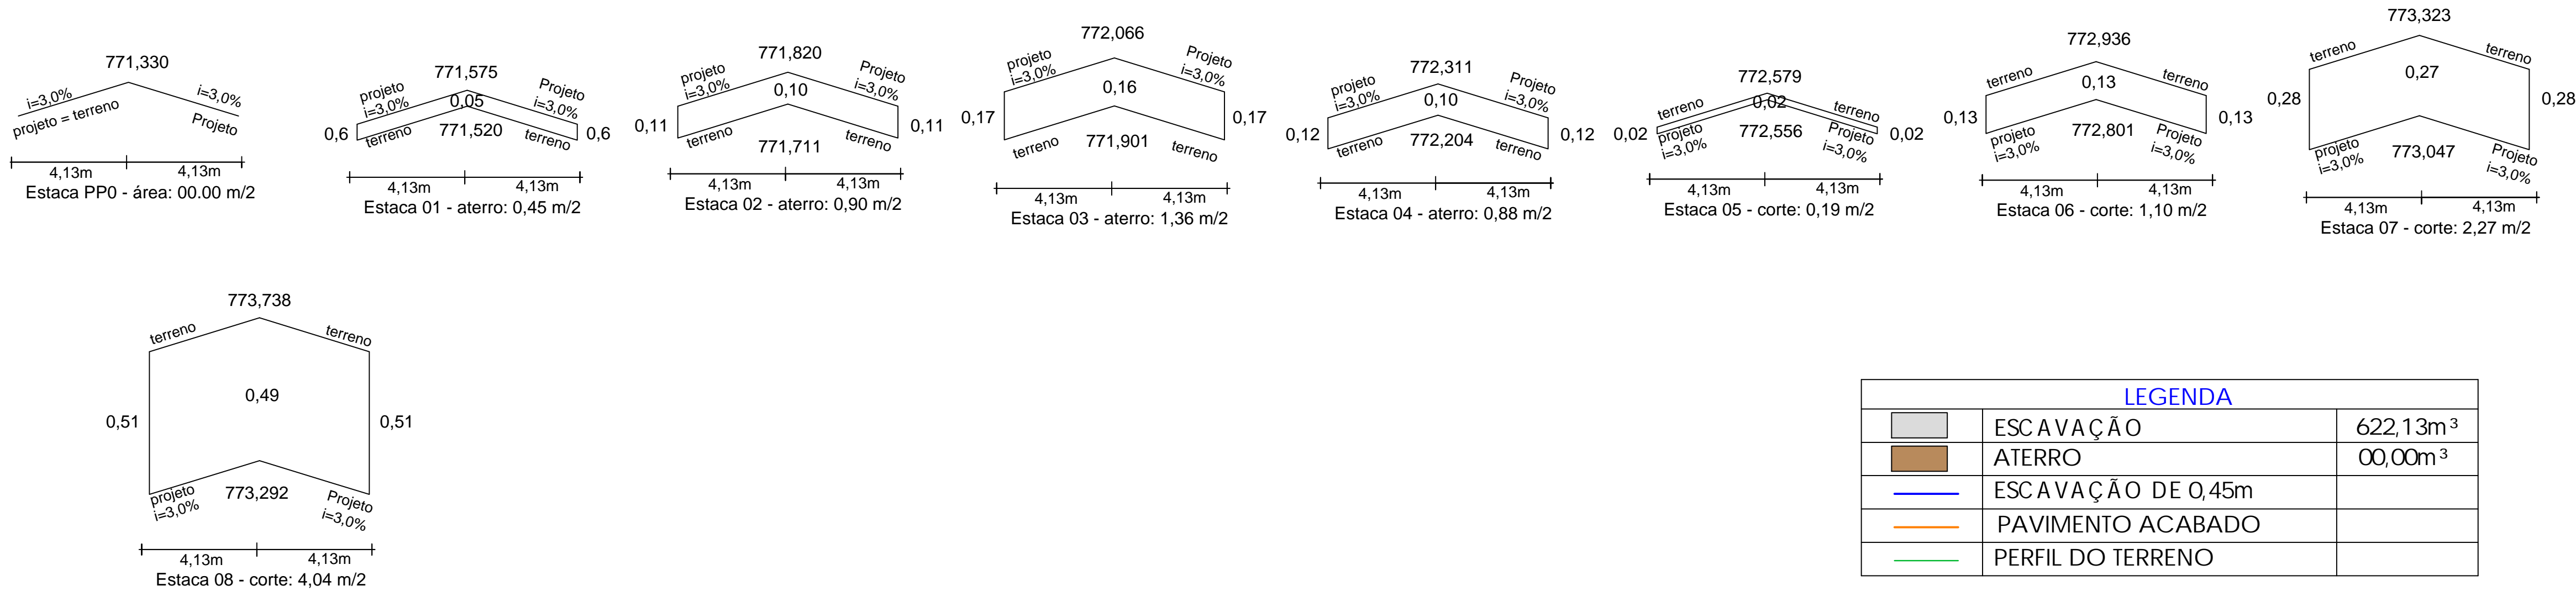 771,330
i=3,0%
i=3,0%
projeto = terreno
Projeto
4,13m
4,13m
Estaca PP0 - área: 00.00 m/2
771,575
projeto
i=3,0%
Projeto
i=3,0%
0,05
0,6
0,6
terreno
771,520
terreno
4,13m
4,13m
Estaca 01 - aterro: 0,45 m/2
771,820
projeto
i=3,0%
Projeto
i=3,0%
0,10
0,11
0,11
terreno
terreno
771,711
4,13m
4,13m
Estaca 02 - aterro: 0,90 m/2
772,066
projeto
i=3,0%
Projeto
i=3,0%
0,16
0,17
0,17
terreno
771,901
terreno
4,13m
4,13m
Estaca 03 - aterro: 1,36 m/2
772,311
projeto
i=3,0%
Projeto
i=3,0%
0,10
0,12
0,12
terreno
772,204
terreno
4,13m
4,13m
Estaca 04 - aterro: 0,88 m/2
772,579
terreno
terreno
0,02
0,02
0,02
projeto
i=3,0%
772,556
Projeto
i=3,0%
4,13m
4,13m
Estaca 05 - corte: 0,19 m/2
772,936
terreno
terreno
0,13
0,13
0,13
projeto
i=3,0%
772,801
Projeto
i=3,0%
4,13m
4,13m
Estaca 06 - corte: 1,10 m/2
773,323
terreno
terreno
0,27
0,28
0,28
projeto
i=3,0%
773,047
Projeto
i=3,0%
4,13m
4,13m
Estaca 07 - corte: 2,27 m/2
773,738
terreno
terreno
0,49
0,51
0,51
projeto
i=3,0%
773,292
Projeto
i=3,0%
4,13m
4,13m
Estaca 08 - corte: 4,04 m/2
LEGENDA
ESCAVAÇÃO 622,13m³
ATERRO 00,00m³
ESCAVAÇÃO DE 0,45m
PAVIMENTO ACABADO
PERFIL DO TERRENO